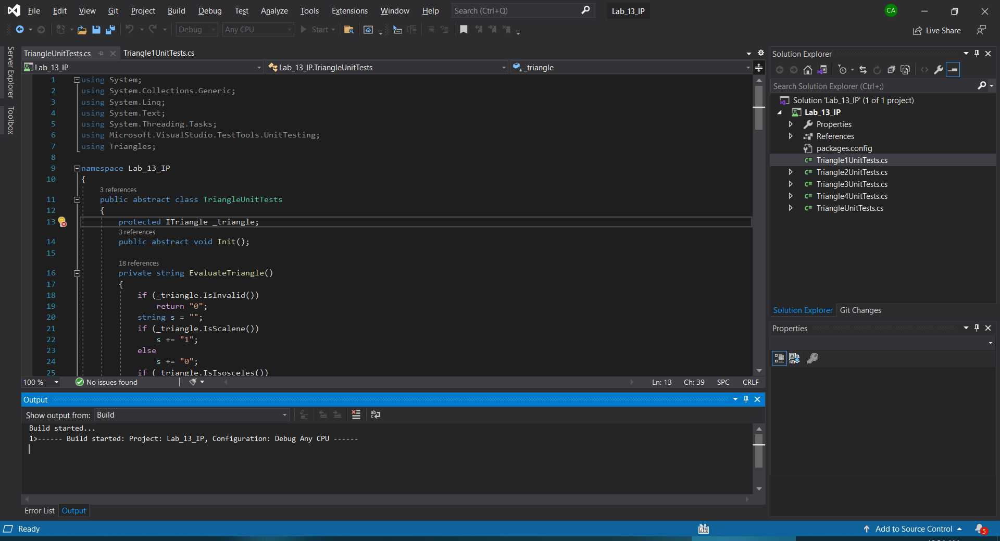 File Edit View Git Project Build Debug Test Analyze Tools Extensions Window Help Search (Ctrl+Q) Lab_13_IP CA
Debug Any CPU Start Live Share
Server Explorer
Toolbox
TriangleUnitTests.cs Triangle1UnitTests.cs
Lab_13_IP Lab_13_IP.TriangleUnitTests _triangle
1 using System;
2 using System.Collections.Generic;
3 using System.Linq;
4 using System.Text;
5 using System.Threading.Tasks;
6 using Microsoft.VisualStudio.TestTools.UnitTesting;
7 using Triangles;
8
9 namespace Lab_13_IP
10 {
3 references
11 public abstract class TriangleUnitTests
12 {
13 protected ITriangle _triangle;
3 references
14 public abstract void Init();
15
18 references
16 private string EvaluateTriangle()
17 {
18 if (_triangle.IsInvalid())
19 return "0";
20 string s = "";
21 if (_triangle.IsScalene())
22 s += "1";
23 else
24 s += "0";
25 if (_triangle.IsIsosceles())
100 % No issues found Ln: 13 Ch: 39 SPC CRLF
Output
Show output from: Build
Build started...
1>------ Build started: Project: Lab_13_IP, Configuration: Debug Any CPU ------
Error List Output
Solution Explorer
Search Solution Explorer (Ctrl+;)
Solution 'Lab_13_IP' (1 of 1 project)
Lab_13_IP
Properties
References
packages.config
C# Triangle1UnitTests.cs
C# Triangle2UnitTests.cs
C# Triangle3UnitTests.cs
C# Triangle4UnitTests.cs
C# TriangleUnitTests.cs
Solution Explorer Git Changes
Properties
Ready Add to Source Control 5